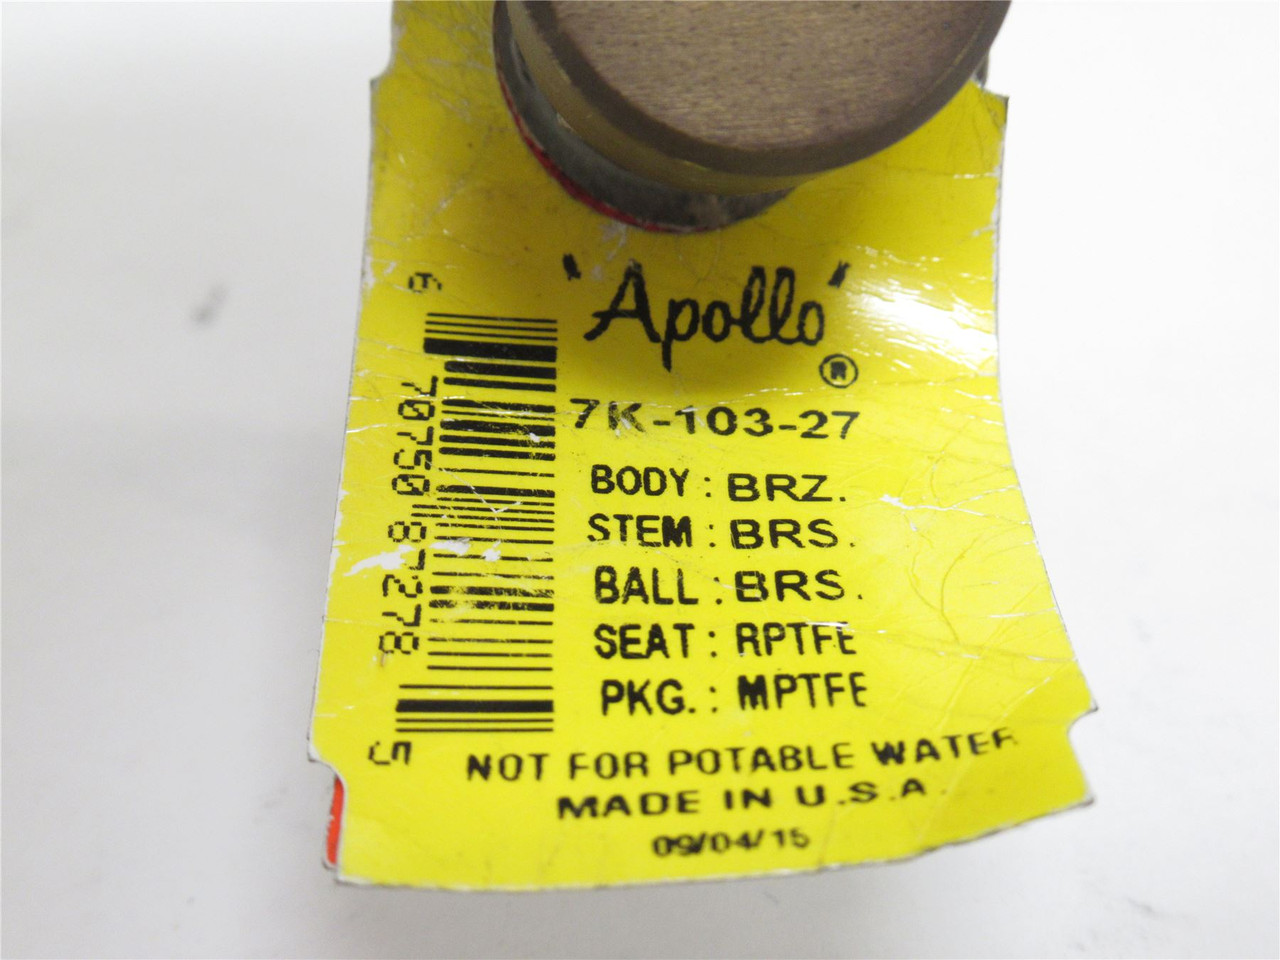 "Apollo"
®
7K-103-27
BODY: BRZ.
STEM: BRS.
BALL: BRS.
SEAT: RPTFE
PKG.: MPTFE
NOT FOR POTABLE WATER
MADE IN U.S.A.
09/04/15
6 70750 87278 5